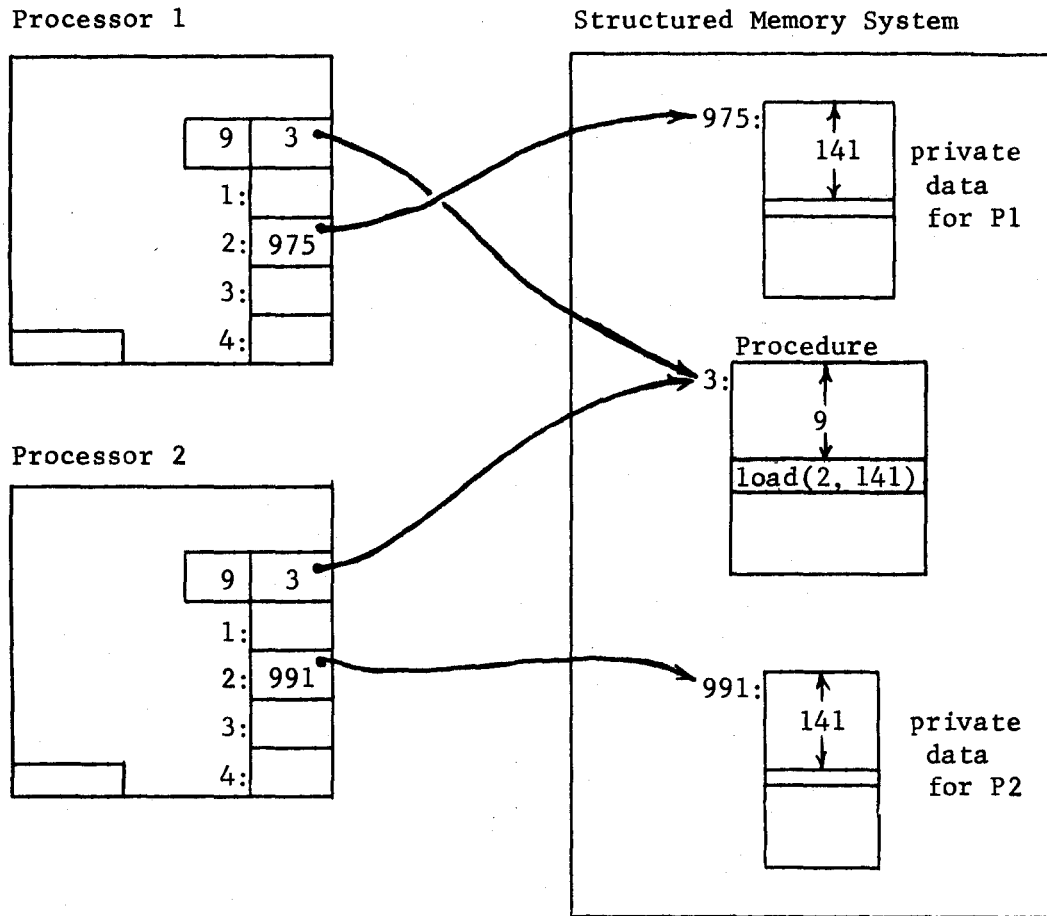 Processor 1
9 3
1:
2: 975
3:
4:
Processor 2
9 3
1:
2: 991
3:
4:
Structured Memory System
975:
141
private
data
for P1
Procedure
3:
9
load(2, 141)
991:
141
private
data
for P2